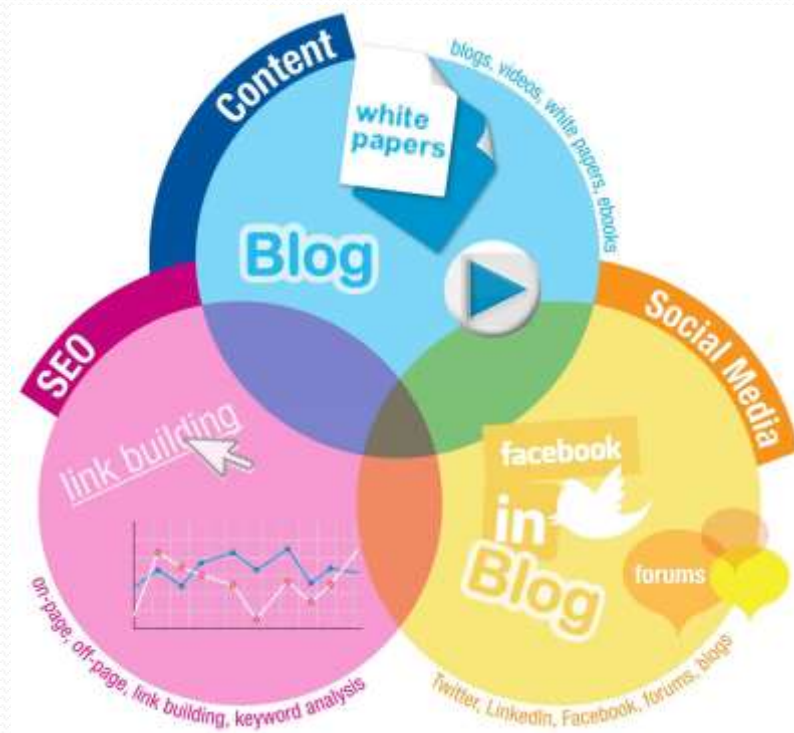 Content
blogs, videos, white papers, ebooks
white
papers
Blog
SEO
link building
on-page, off-page, link building, keyword analysis
Social Media
facebook
in
Blog
forums
Twitter, LinkedIn, Facebook, forums, blogs